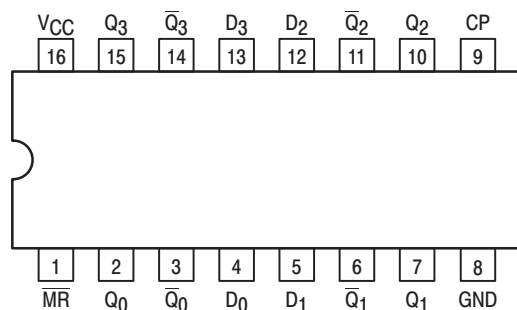 VCC Q3 Q̅3 D3 D2 Q̅2 Q2 CP
16 15 14 13 12 11 10 9
1 2 3 4 5 6 7 8
M̅R̅ Q0 Q̅0 D0 D1 Q̅1 Q1 GND